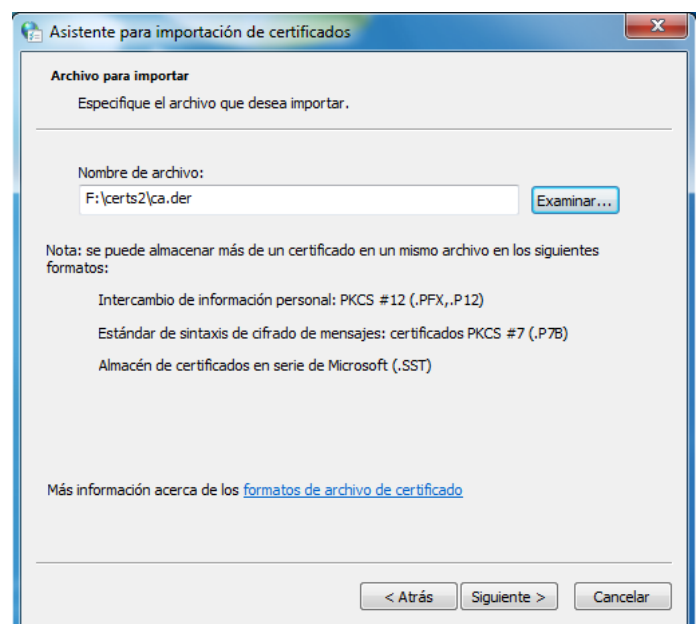 Asistente para importación de certificados
Archivo para importar
Especifique el archivo que desea importar.
Nombre de archivo:
F:\certs2\ca.der
Examinar...
Nota: se puede almacenar más de un certificado en un mismo archivo en los siguientes
formatos:
Intercambio de información personal: PKCS #12 (.PFX,.P12)
Estándar de sintaxis de cifrado de mensajes: certificados PKCS #7 (.P7B)
Almacén de certificados en serie de Microsoft (.SST)
Más información acerca de los formatos de archivo de certificado
< Atrás
Siguiente >
Cancelar